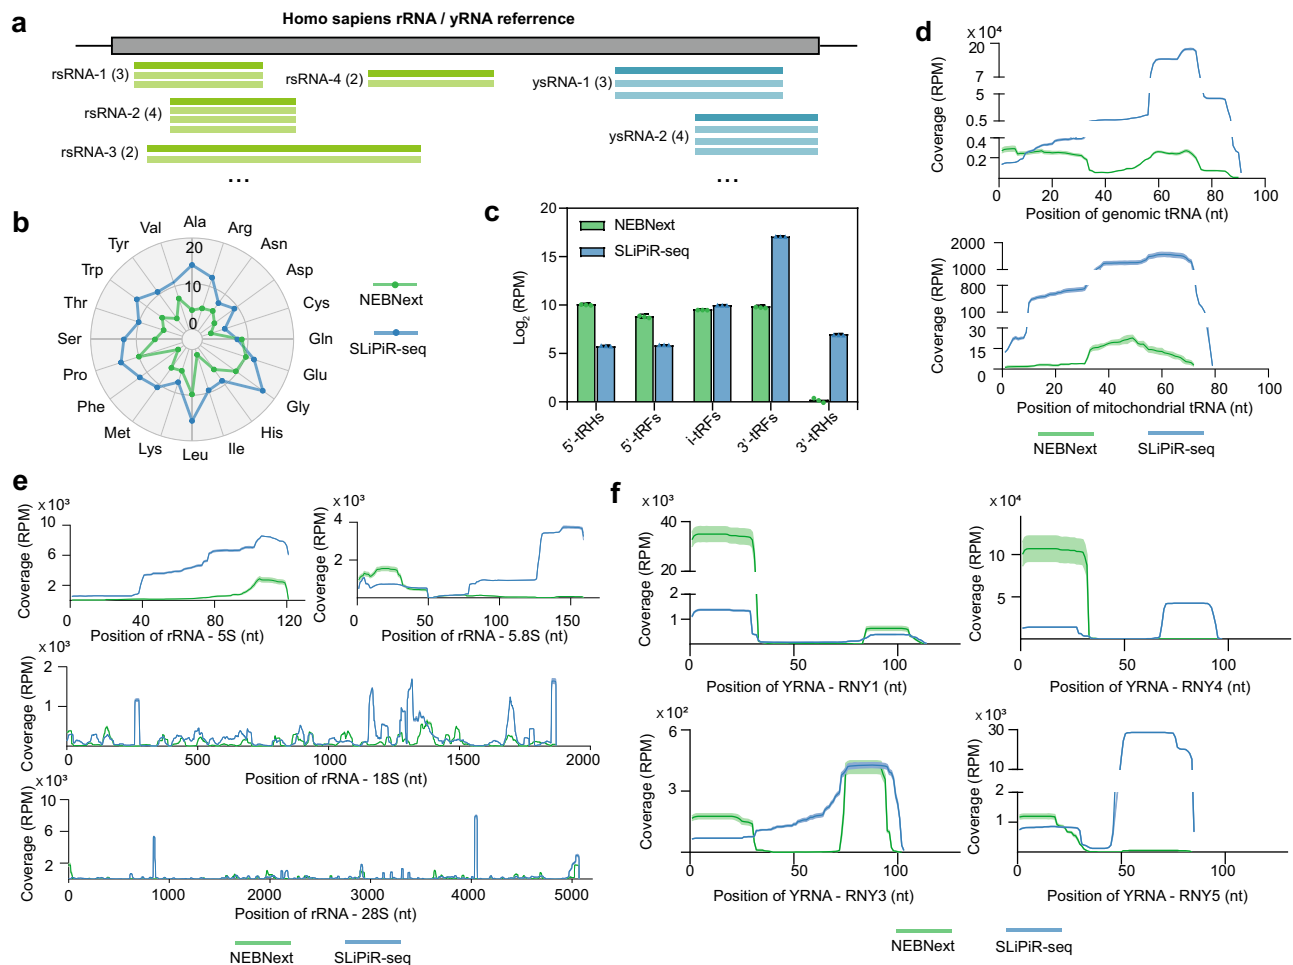 a
Homo sapiens rRNA / yRNA referrence
rsRNA-1 (3)
rsRNA-4 (2)
ysRNA-1 (3)
rsRNA-2 (4)
ysRNA-2 (4)
rsRNA-3 (2)
...
...
b
Ala
Arg
Asn
Asp
Cys
Gln
Glu
Gly
His
Ile
Leu
Lys
Met
Phe
Pro
Ser
Thr
Trp
Tyr
Val
20
10
0
NEBNext
SLiPiR-seq
c
Log2 (RPM)
20
15
10
5
0
NEBNext
SLiPiR-seq
5'-tRHs
5'-tRFs
i-tRFs
3'-tRFs
3'-tRHs
d
x 10⁴
Coverage (RPM)
20
7
5
0.5
0.4
0.2
0 20 40 60 80 100
Position of genomic tRNA (nt)
Coverage (RPM)
2000
1000
800
100
30
15
0
0 20 40 60 80 100
Position of mitochondrial tRNA (nt)
NEBNext
SLiPiR-seq
e
x 10³
Coverage (RPM)
10
6
2
0 40 80 120
Position of rRNA - 5S (nt)
x 10³
Coverage (RPM)
4
2
0 50 100 150
Position of rRNA - 5.8S (nt)
x 10³
Coverage (RPM)
2
1
0 500 1000 1500 2000
Position of rRNA - 18S (nt)
x 10³
Coverage (RPM)
10
6
2
0 1000 2000 3000 4000 5000
Position of rRNA - 28S (nt)
NEBNext
SLiPiR-seq
f
x 10³
Coverage (RPM)
40
20
2
1
0 50 100
Position of YRNA - RNY1 (nt)
x 10⁴
Coverage (RPM)
10
5
0 50 100
Position of YRNA - RNY4 (nt)
x 10²
Coverage (RPM)
6
3
0 50 100
Position of YRNA - RNY3 (nt)
x 10³
Coverage (RPM)
30
10
2
1
0 50 100
Position of YRNA - RNY5 (nt)
NEBNext
SLiPiR-seq